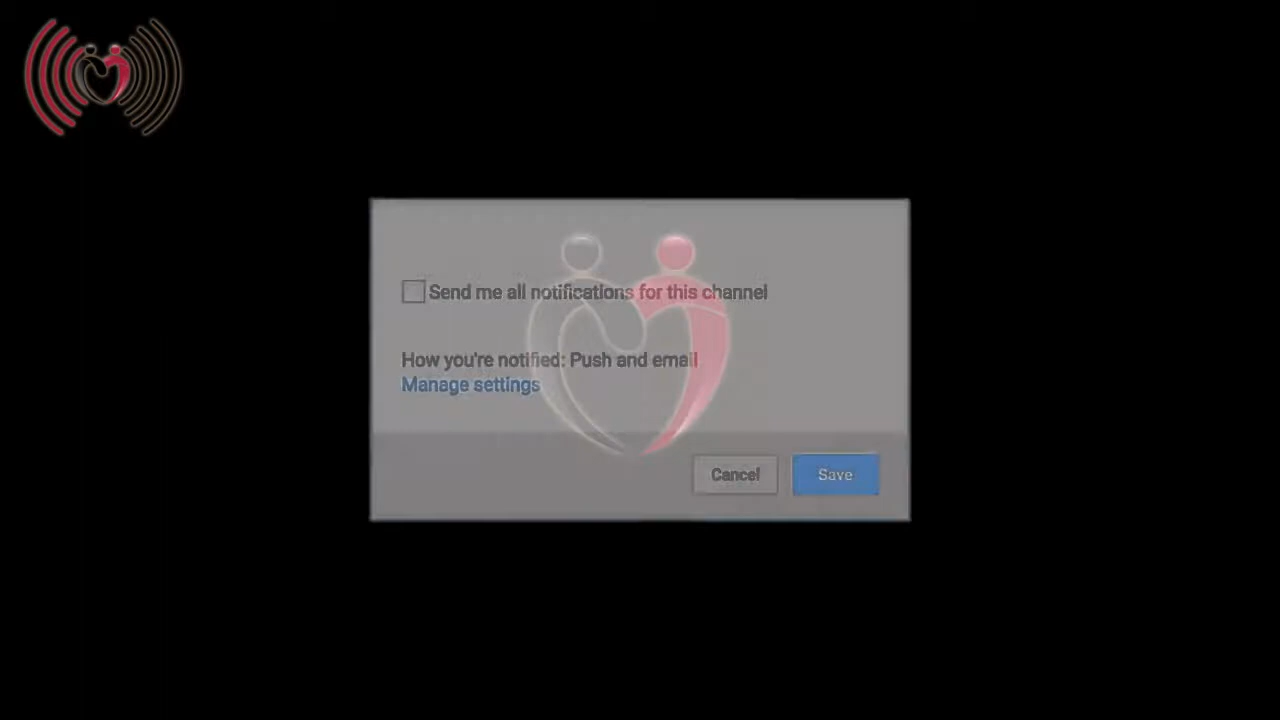 Send me all notifications for this channel
How you're notified: Push and email
Manage settings
Cancel
Save